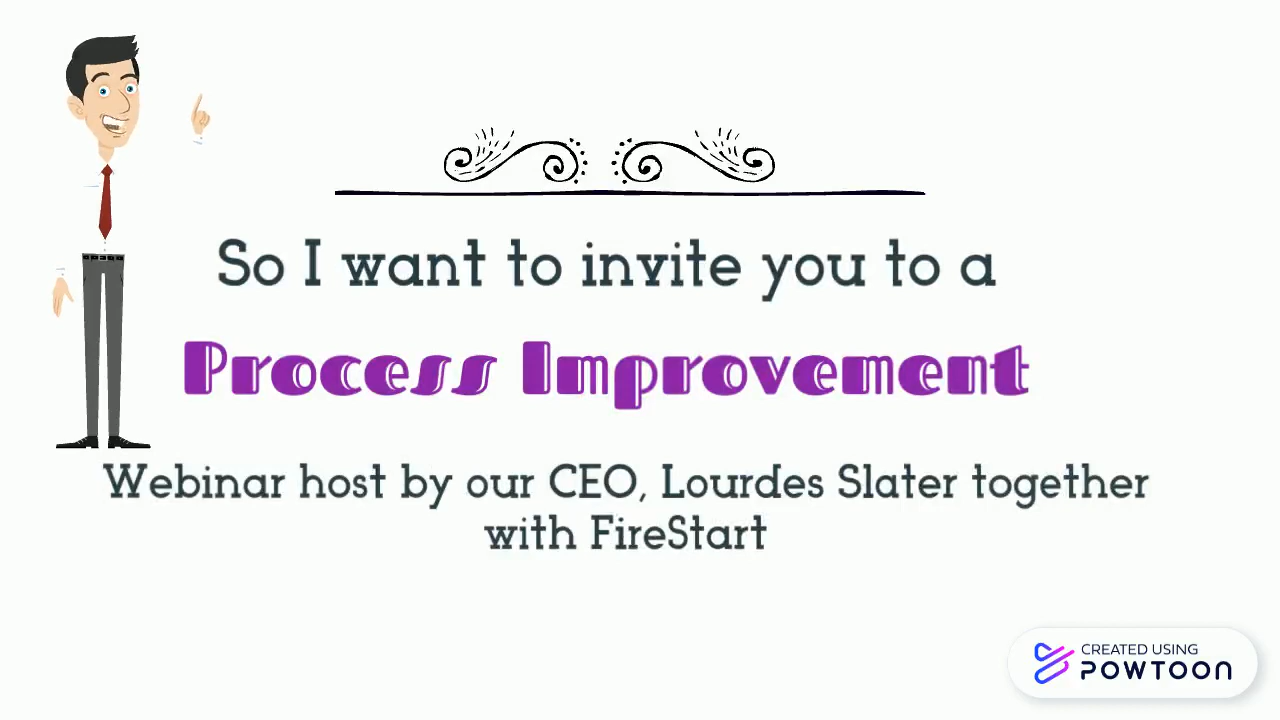 So I want to invite you to a
Process Improvement
Webinar host by our CEO, Lourdes Slater together
with FireStart
CREATED USING
POWTOON